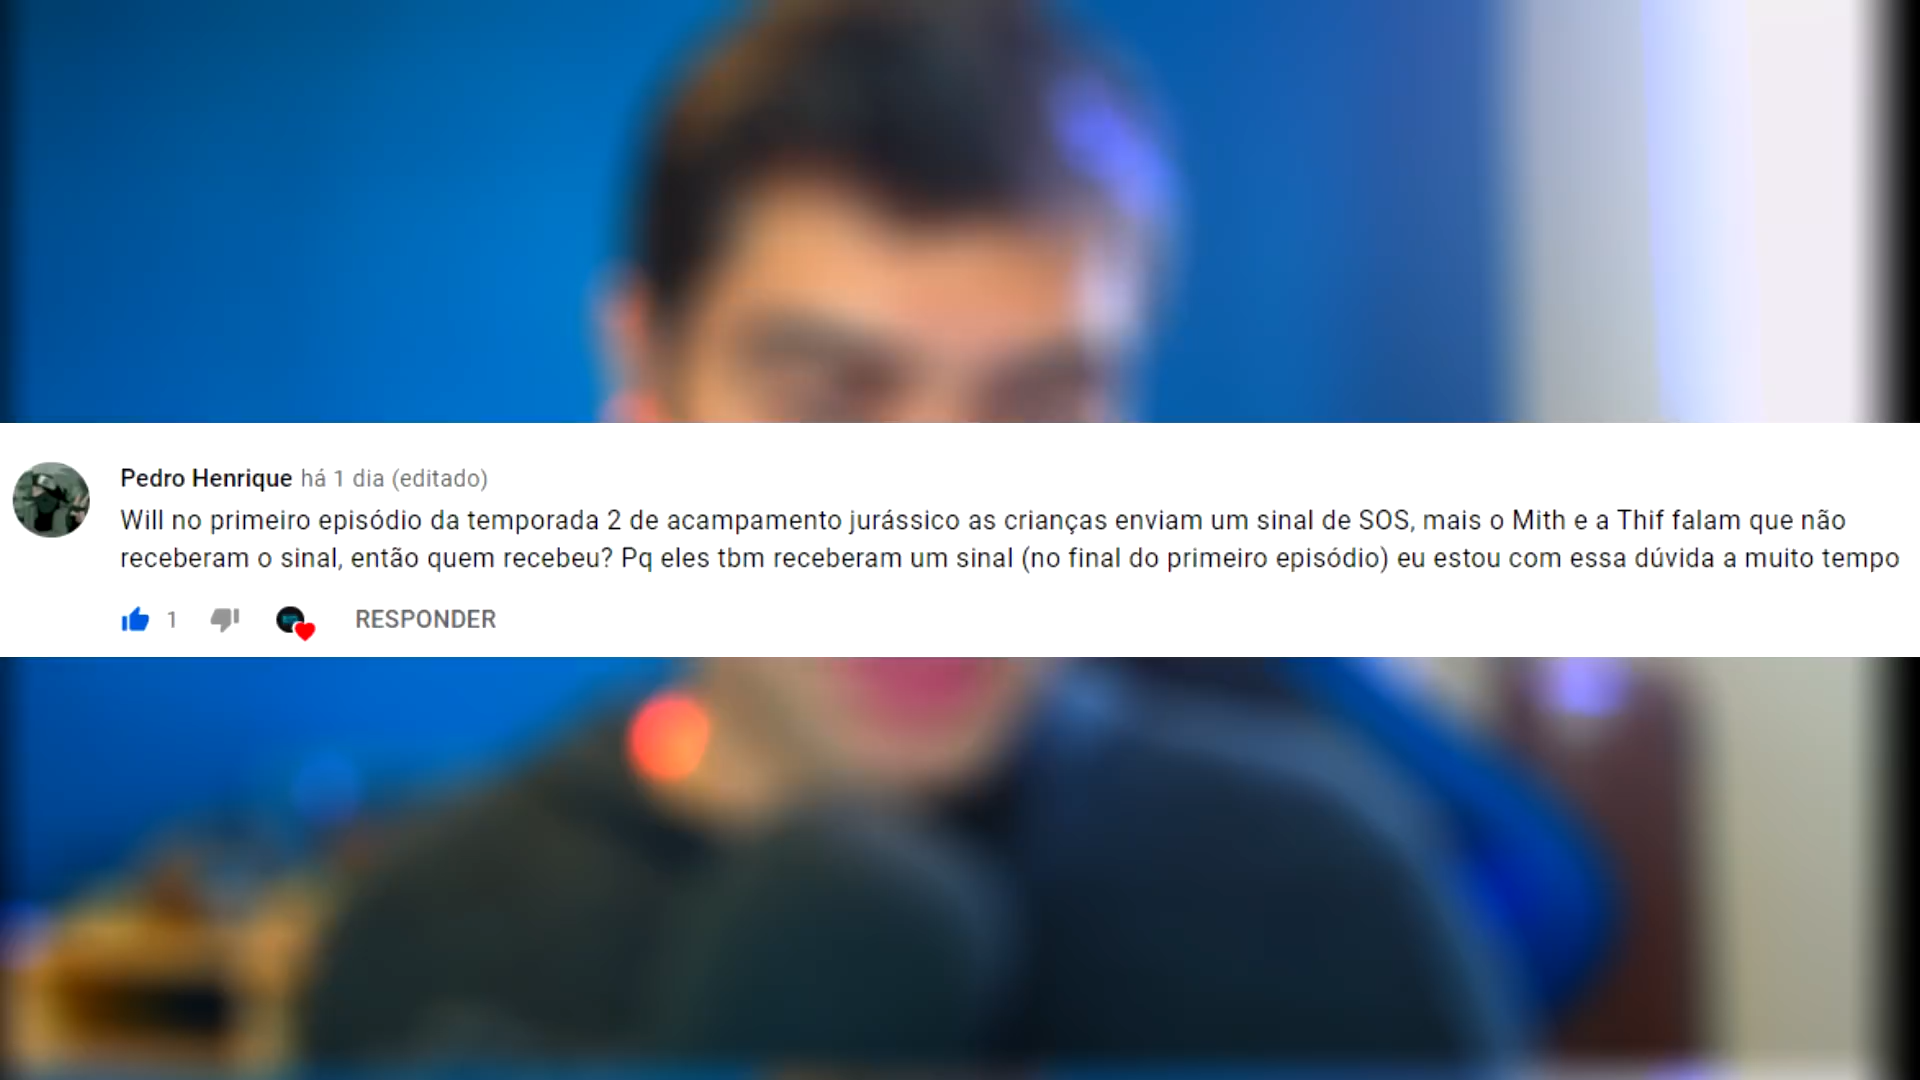 Pedro Henrique há 1 dia (editado)
Will no primeiro episódio da temporada 2 de acampamento jurássico as crianças enviam um sinal de SOS, mais o Mith e a Thif falam que não
receberam o sinal, então quem recebeu? Pq eles tbm receberam um sinal (no final do primeiro episódio) eu estou com essa dúvida a muito tempo
1 RESPONDER